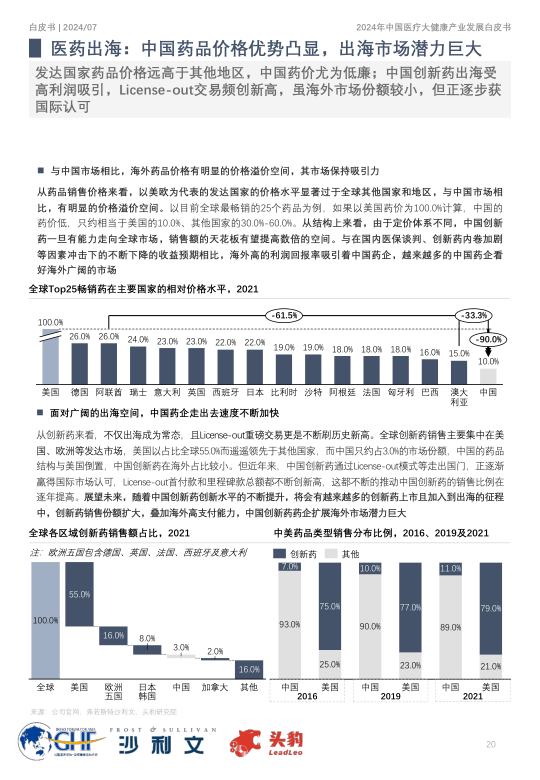 白皮书 | 2024/07
2024年中国医疗大健康产业发展白皮书
医药出海：中国药品价格优势凸显，出海市场潜力巨大
发达国家药品价格远高于其他地区，中国药价尤为低廉；中国创新药出海受
高利润吸引，License-out交易频创新高，虽海外市场份额较小，但正逐步获
国际认可
与中国市场相比，海外药品价格有明显的价格溢价空间，其市场保持吸引力
从药品销售价格来看，以美欧为代表的发达国家的价格水平显著过于全球其他国家和地区，与中国市场相
比，有明显的价格溢价空间。以目前全球最畅销的25个药品为例，如果以美国药价为100.0%计算，中国的
药价低，只约相当于美国的10.0%、其他国家的30.0%-60.0%。从结构上来看，由于定价体系不同，中国创新
药一旦有能力走向全球市场，销售额的天花板有望提高数倍的空间。与在国内医保谈判、创新药内卷加剧
等因素冲击下的不断下降的收益预期相比，海外高的利润回报率吸引着中国药企，越来越多的中国药企看
好海外广阔的市场
全球Top25畅销药在主要国家的相对价格水平，2021
-61.5%
-33.3%
-90.0%
100.0%
26.0% 26.0% 24.0% 23.0% 23.0% 22.0% 22.0% 19.0% 19.0% 18.0% 18.0% 18.0% 16.0% 15.0% 10.0%
美国 德国 阿联酋 瑞士 意大利 英国 西班牙 日本 比利时 沙特 阿根廷 法国 匈牙利 巴西 澳大 中国
利亚
面对广阔的出海空间，中国药企走出去速度不断加快
从创新药来看，不仅出海成为常态，且License-out重磅交易更是不断刷历史新高。全球创新药销售主要集中在美
国、欧洲等发达市场，美国以占比全球55.0%而遥遥领先于其他国家，而中国只约占3.0%的市场份额，中国的药品
结构与美国倒置，中国创新药在海外占比较小。但近年来，中国创新药通过License-out模式等走出国门，正逐渐
赢得国际市场认可，License-out首付款和里程碑款总额都不断创新高，这都不断的推动中国创新药的销售比例在
逐年提高。展望未来，随着中国创新药创新水平的不断提升，将会有越来越多的创新药上市且加入到出海的征程
中，创新药销售份额扩大，叠加海外高支付能力，中国中国创新药药企扩展海外市场潜力巨大
全球各区域创新药销售额占比，2021
注：欧洲五国包含德国、英国、法国、西班牙及意大利
100.0%
55.0%
16.0%
8.0%
3.0%
2.0%
16.0%
全球 美国 欧洲 日本 中国 加拿大 其他
五国 韩国
中美药品类型销售分布比例，2016、2019及2021
创新药 其他
7.0% 10.0% 11.0%
75.0% 77.0% 79.0%
93.0% 90.0% 89.0%
25.0% 23.0% 21.0%
中国 美国 中国 美国 中国 美国
2016 2019 2021
来源：公司官网，弗若斯特沙利文，头豹研究院
GHF
FROST & SULLIVAN
沙利文
头豹
LeadLeo
20